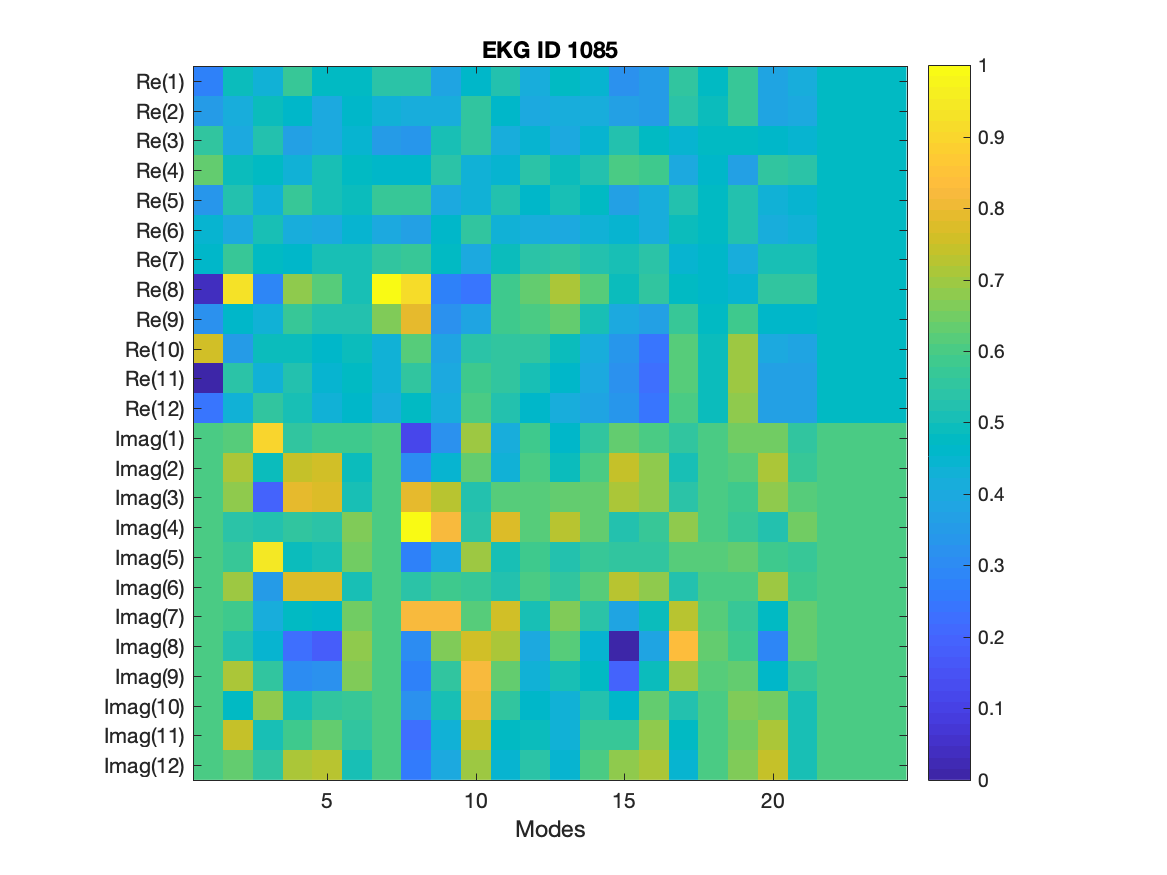 EKG ID 1085
Re(1)
Re(2)
Re(3)
Re(4)
Re(5)
Re(6)
Re(7)
Re(8)
Re(9)
Re(10)
Re(11)
Re(12)
Imag(1)
Imag(2)
Imag(3)
Imag(4)
Imag(5)
Imag(6)
Imag(7)
Imag(8)
Imag(9)
Imag(10)
Imag(11)
Imag(12)
5 10 15 20
Modes
1
0.9
0.8
0.7
0.6
0.5
0.4
0.3
0.2
0.1
0